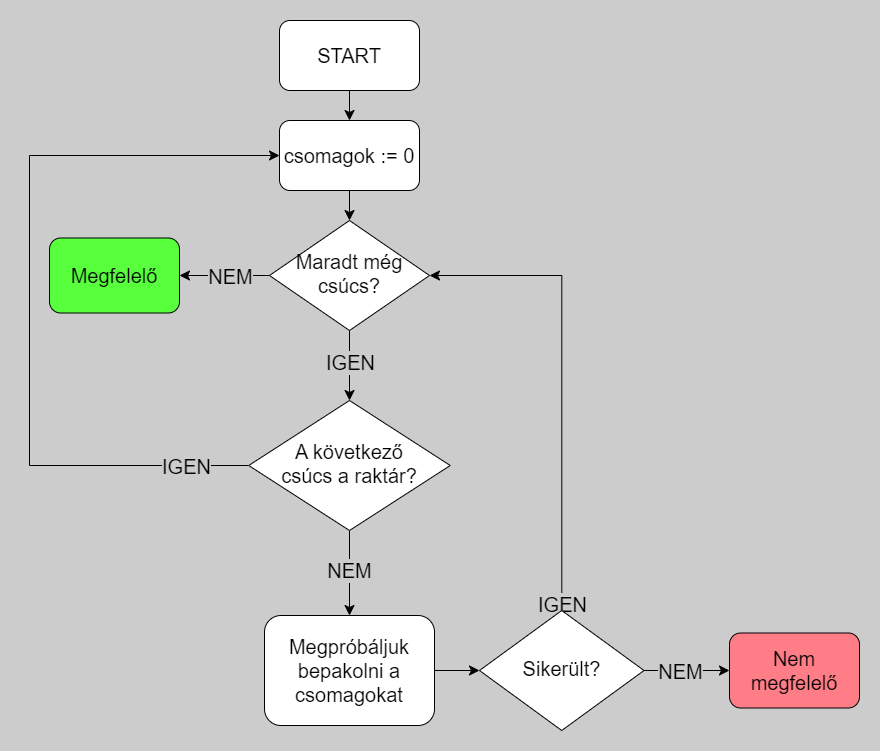 START
csomagok := 0
Maradt még
csúcs?
NEM
Megfelelő
IGEN
A következő
csúcs a raktár?
IGEN
NEM
Megpróbáljuk
bepakolni a
csomagokat
Sikerült?
IGEN
NEM
Nem
megfelelő